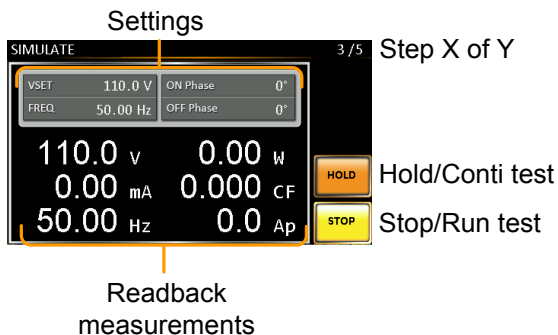 Settings
SIMULATE 3 / 5 Step X of Y
VSET 110.0 V ON Phase 0°
FREQ 50.00 Hz OFF Phase 0°
110.0 V 0.00 W
HOLD Hold/Conti test
0.00 mA 0.000 CF
STOP Stop/Run test
50.00 Hz 0.0 Ap
Readback
measurements